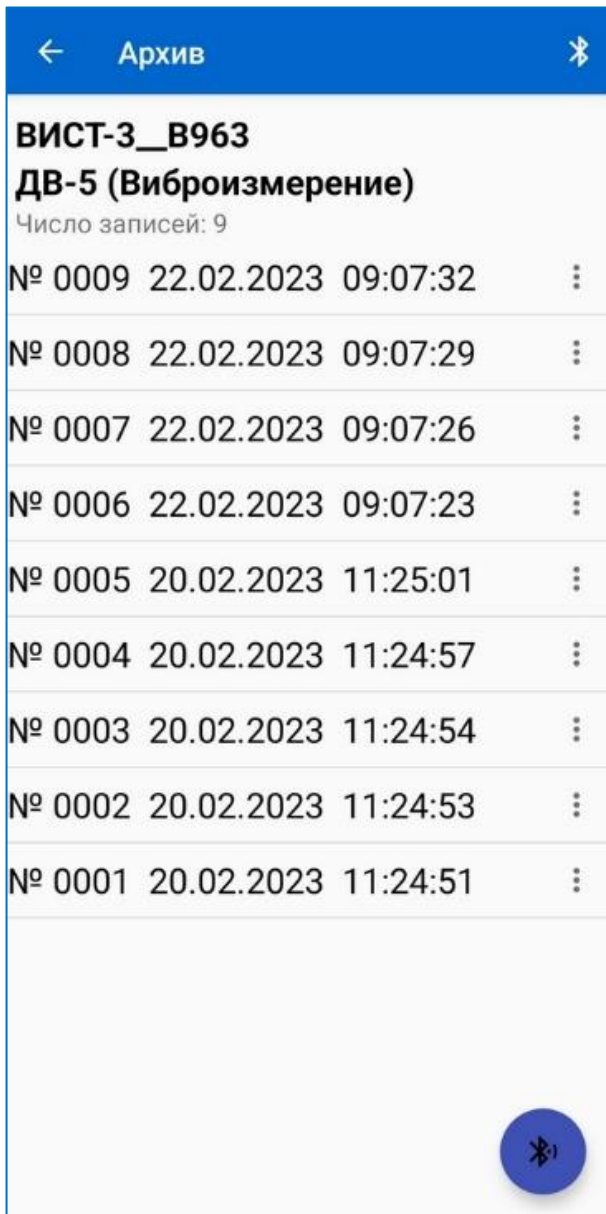 Архив
ВИСТ-3__В963
ДВ-5 (Виброизмерение)
Число записей: 9
№ 0009 22.02.2023 09:07:32
№ 0008 22.02.2023 09:07:29
№ 0007 22.02.2023 09:07:26
№ 0006 22.02.2023 09:07:23
№ 0005 20.02.2023 11:25:01
№ 0004 20.02.2023 11:24:57
№ 0003 20.02.2023 11:24:54
№ 0002 20.02.2023 11:24:53
№ 0001 20.02.2023 11:24:51